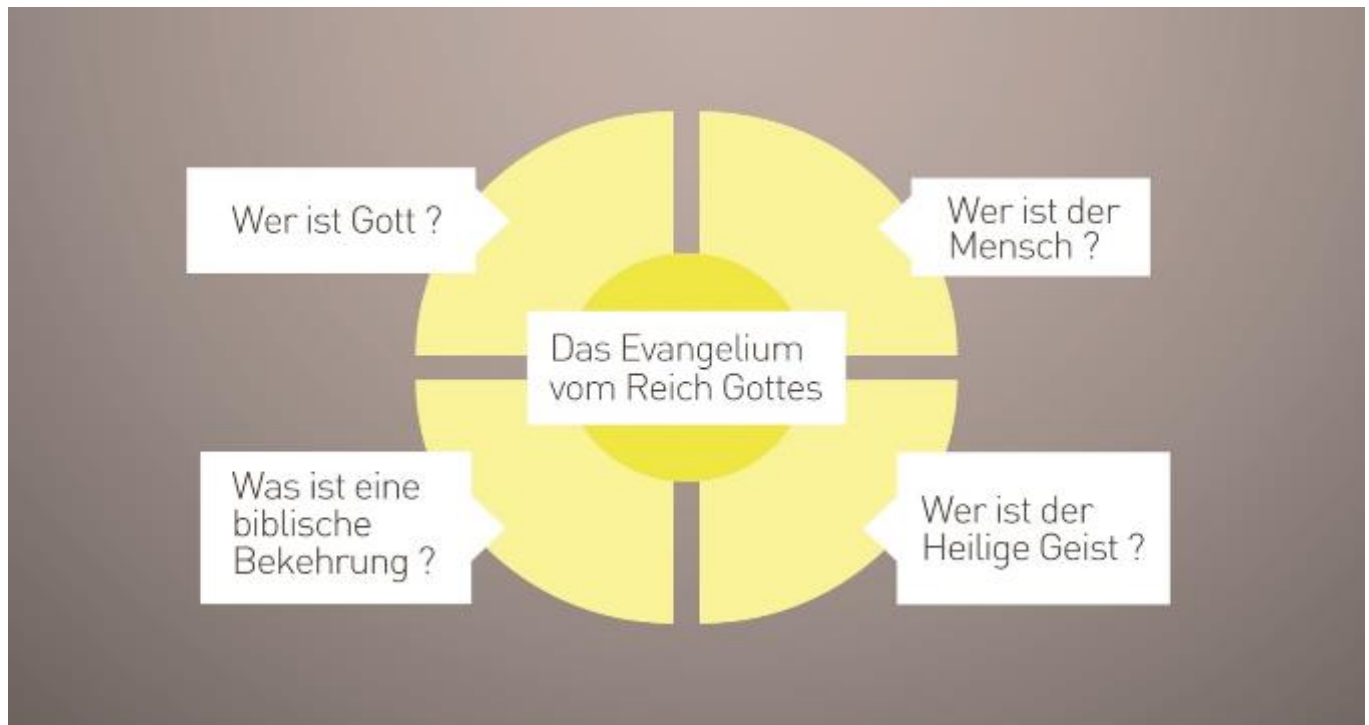 Wer ist Gott ?
Wer ist der
Mensch ?
Das Evangelium
vom Reich Gottes
Was ist eine
biblische
Bekehrung ?
Wer ist der
Heilige Geist ?